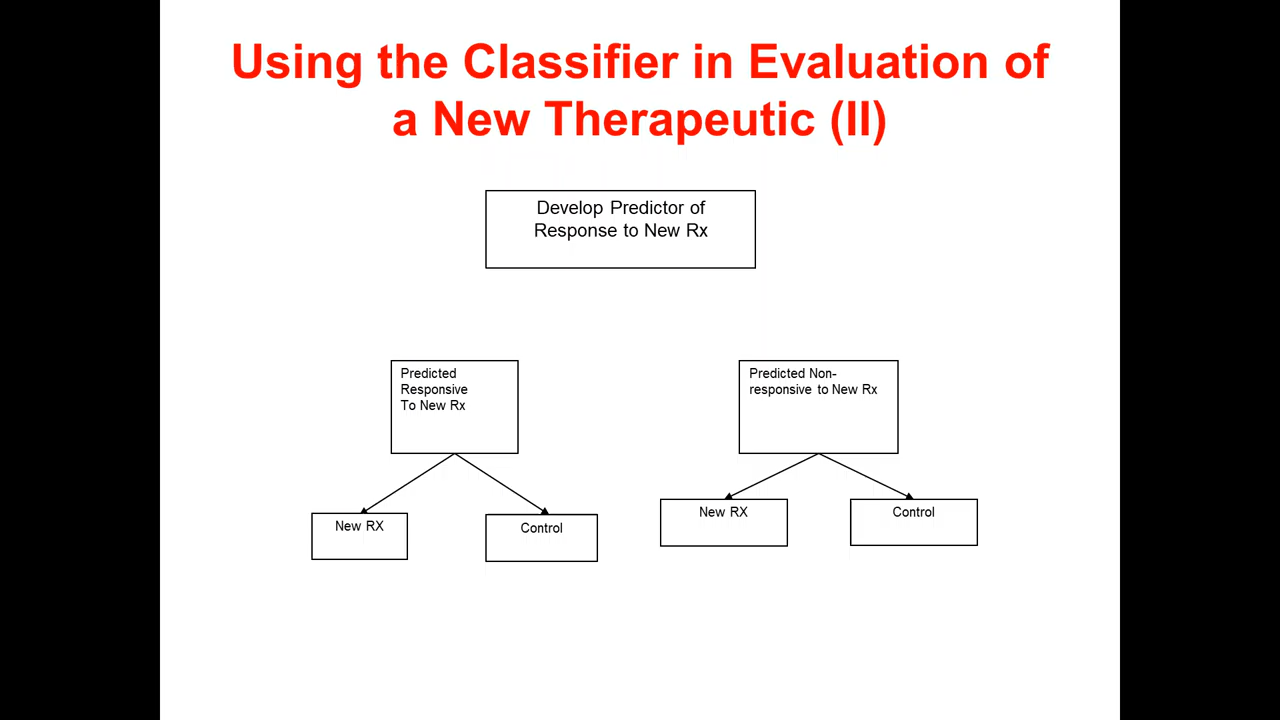 Using the Classifier in Evaluation of
a New Therapeutic (II)
Develop Predictor of
Response to New Rx
Predicted
Responsive
To New Rx
Predicted Non-
responsive to New Rx
New RX
Control
New RX
Control